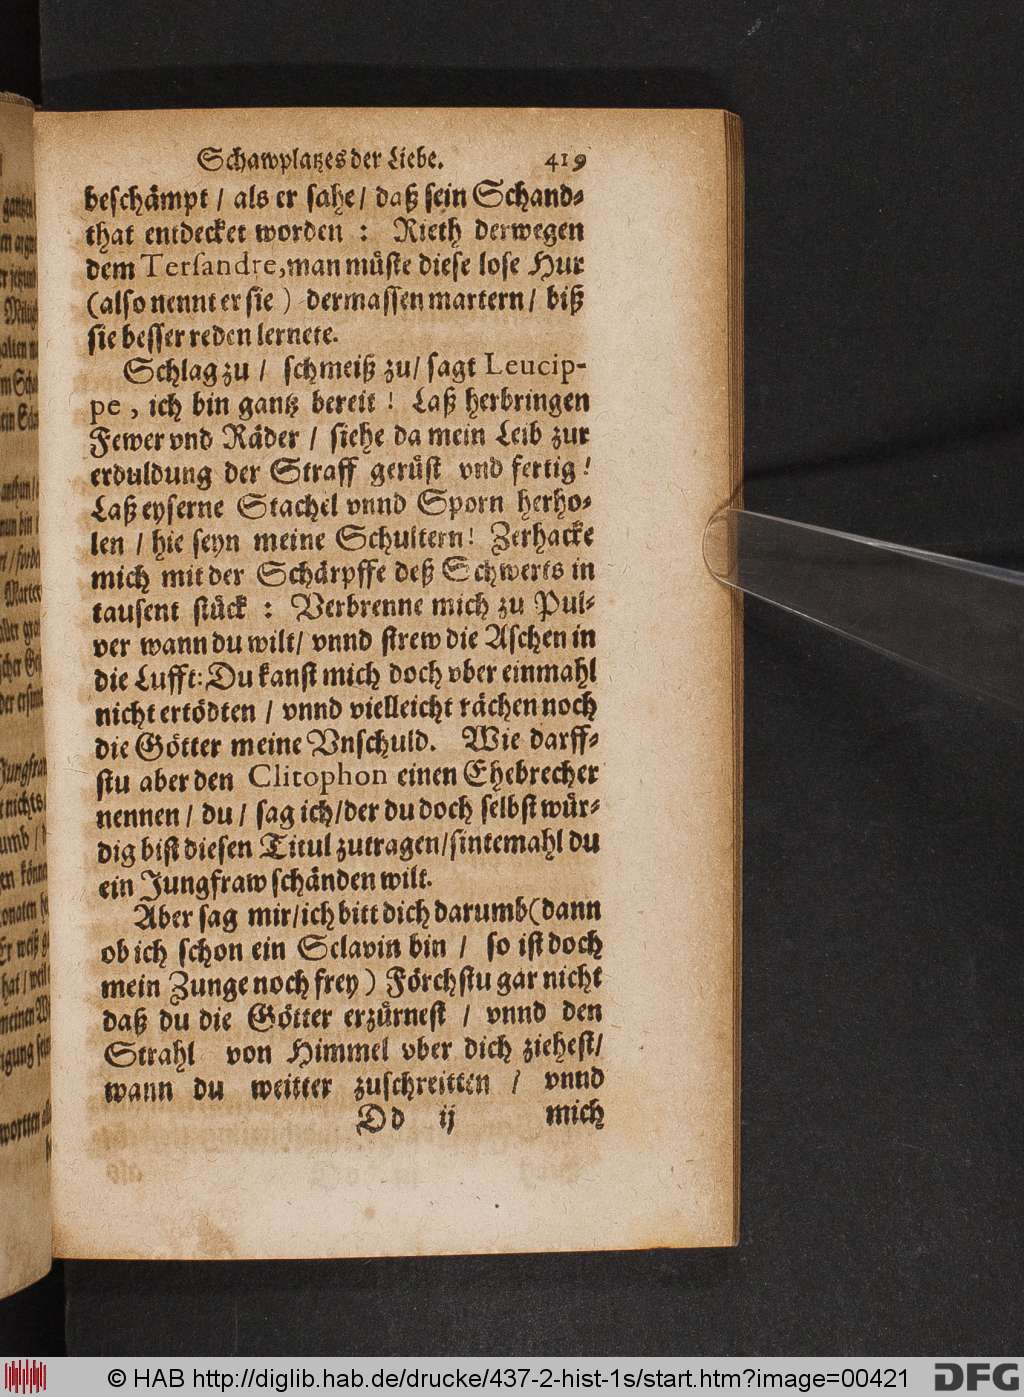 Schawplatzes der Liebe. 419
beschämpt / als er sahe / daß sein Schand-
that entdecket worden : Rieth derwegen
dem Tersandre, man müste diese lose Hur
(also nennt er sie ) dermassen martern / biß
sie besser reden lernete.
Schlag zu / schmeiß zu / sagt Leucip-
pe , ich bin gantz bereit ! Laß herbringen
Fewer vnd Räder / siehe da mein Leib zur
erduldung der Straff gerüst vnd fertig !
Laß eyserne Stachel vnnd Sporn herho-
len / hie seyn meine Schultern! Zerhacke
mich mit der Schärpffe deß Schwerts in
tausent stück : Verbrenne mich zu Pul-
ver wann du wilt / vnnd strew die Aschen in
die Lufft: Du kanst mich doch vber einmahl
nicht ertödten / vnnd vielleicht rächen noch
die Götter meine Vnschuld. Wie darff-
stu aber den Clitophon einen Ehebrecher
nennen / du / sag ich / der du doch selbst wür-
dig bist diesen Titul zutragen / sintemahl du
ein Jungfraw schänden wilt.
Aber sag mir / ich bitt dich darumb (dann
ob ich schon ein Sclavin bin / so ist doch
mein Zunge noch frey ) Förchstu gar nicht
daß du die Götter erzürnest / vnnd den
Strahl von Himmel vber dich ziehest /
wann du weitter zuschreitten / vnnd
Dd ij mich
© HAB http://diglib.hab.de/drucke/437-2-hist-1s/start.htm?image=00421
DFG